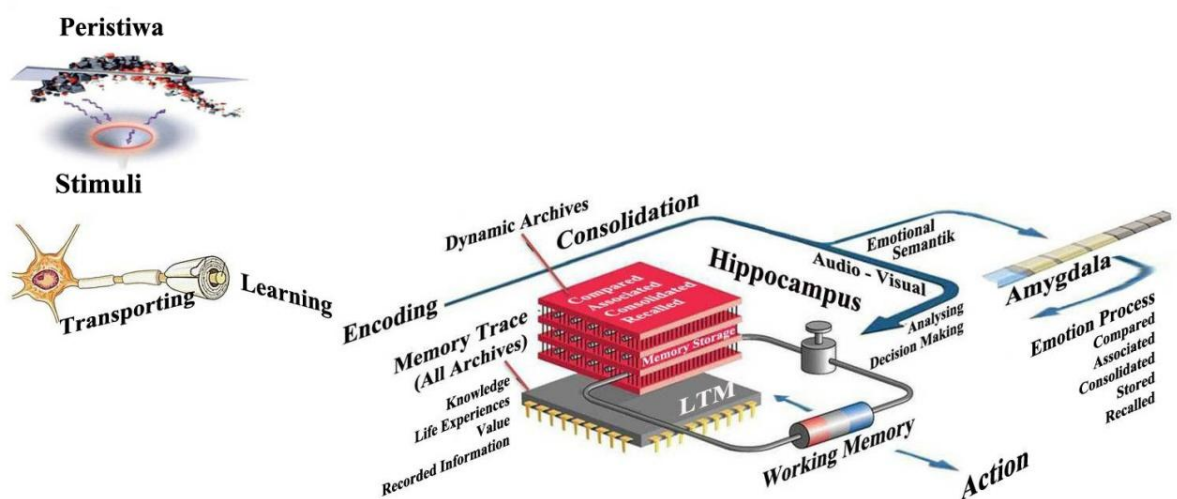 Peristiwa
Stimuli
Transporting
Learning
Encoding
Consolidation
Dynamic Archives
Compared
Associated
Consolidated
Recalled
Memory Storage
Memory Trace
(All Archives)
Knowledge
Life Experiences
Value
Recorded Information
LTM
Hippocampus
Audio - Visual
Emotional
Semantik
Analysing
Decision Making
Working Memory
Action
Amygdala
Emotion Process
Compared
Associated
Consolidated
Stored
Recalled